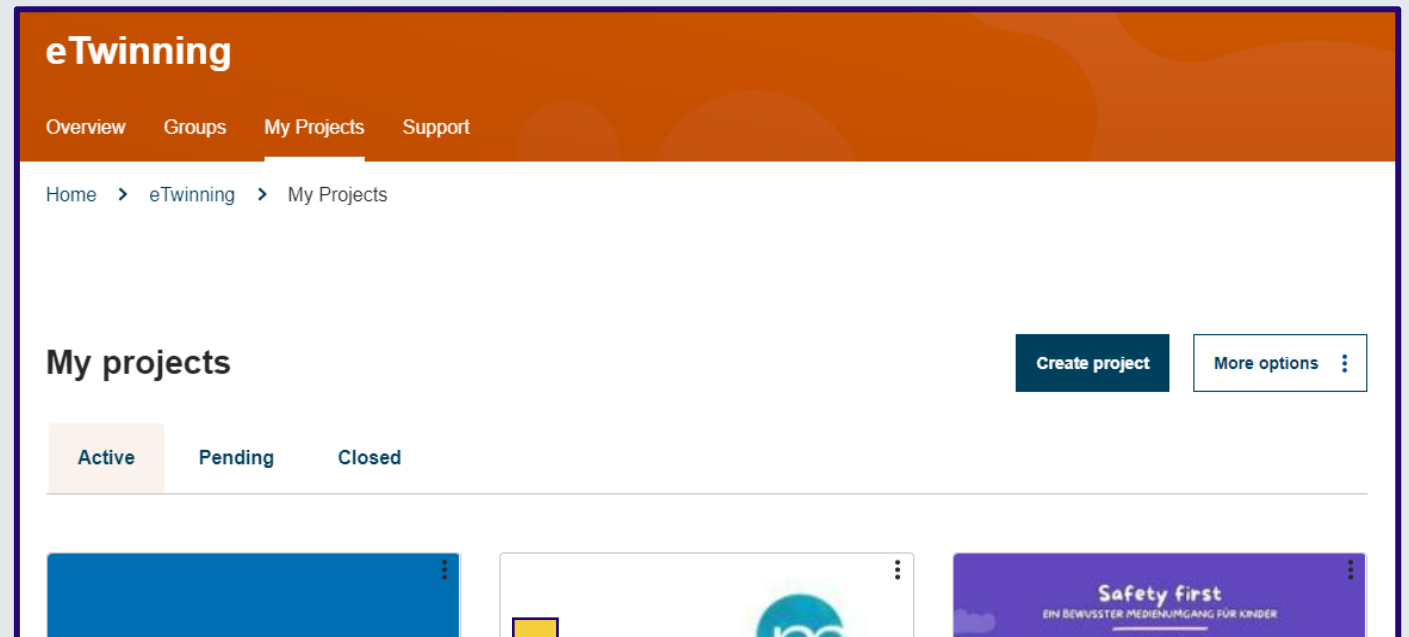 eTwinning
Overview Groups My Projects Support
Home > eTwinning > My Projects
My projects
Create project
More options
Active Pending Closed
Safety first
EIN BEWUSSTER MEDIENUMGANG FÜR KINDER